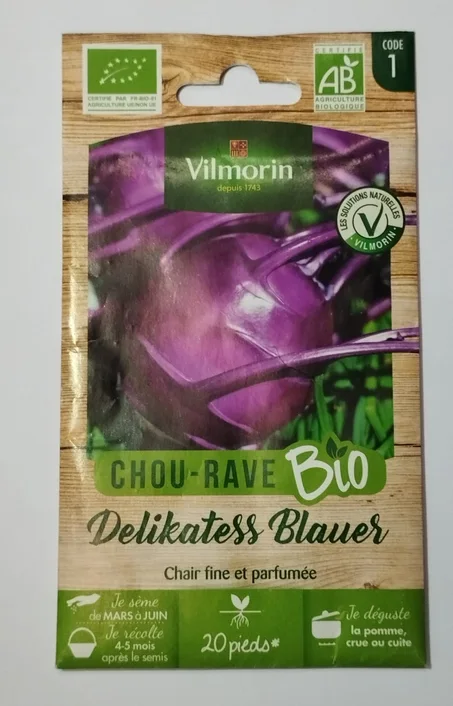 CODE
1
CERTIFIÉ PAR FR-BIO-01
AGRICULTURE UE/NON UE
CERTIFIÉ
AB
AGRICULTURE
BIOLOGIQUE
Vilmorin
depuis 1743
LES SOLUTIONS NATURELLES
V
VILMORIN
CHOU-RAVE Bio
Delikatess Blauer
Chair fine et parfumée
Je sème
de MARS à JUIN
Je récolte
4-5 mois
après le semis
20 pieds*
Je déguste
la pomme,
crue ou cuite